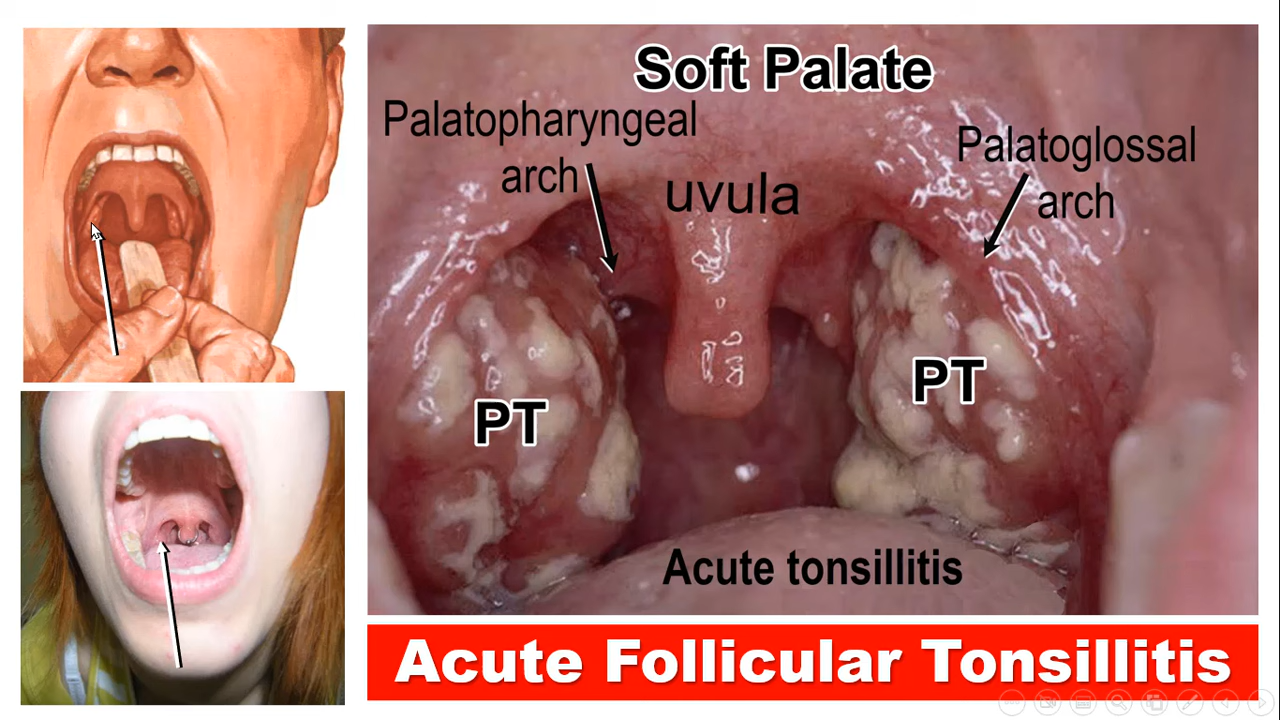 Soft Palate
Palatopharyngeal
arch
uvula
Palatoglossal
arch
PT
PT
Acute tonsillitis
Acute Follicular Tonsillitis